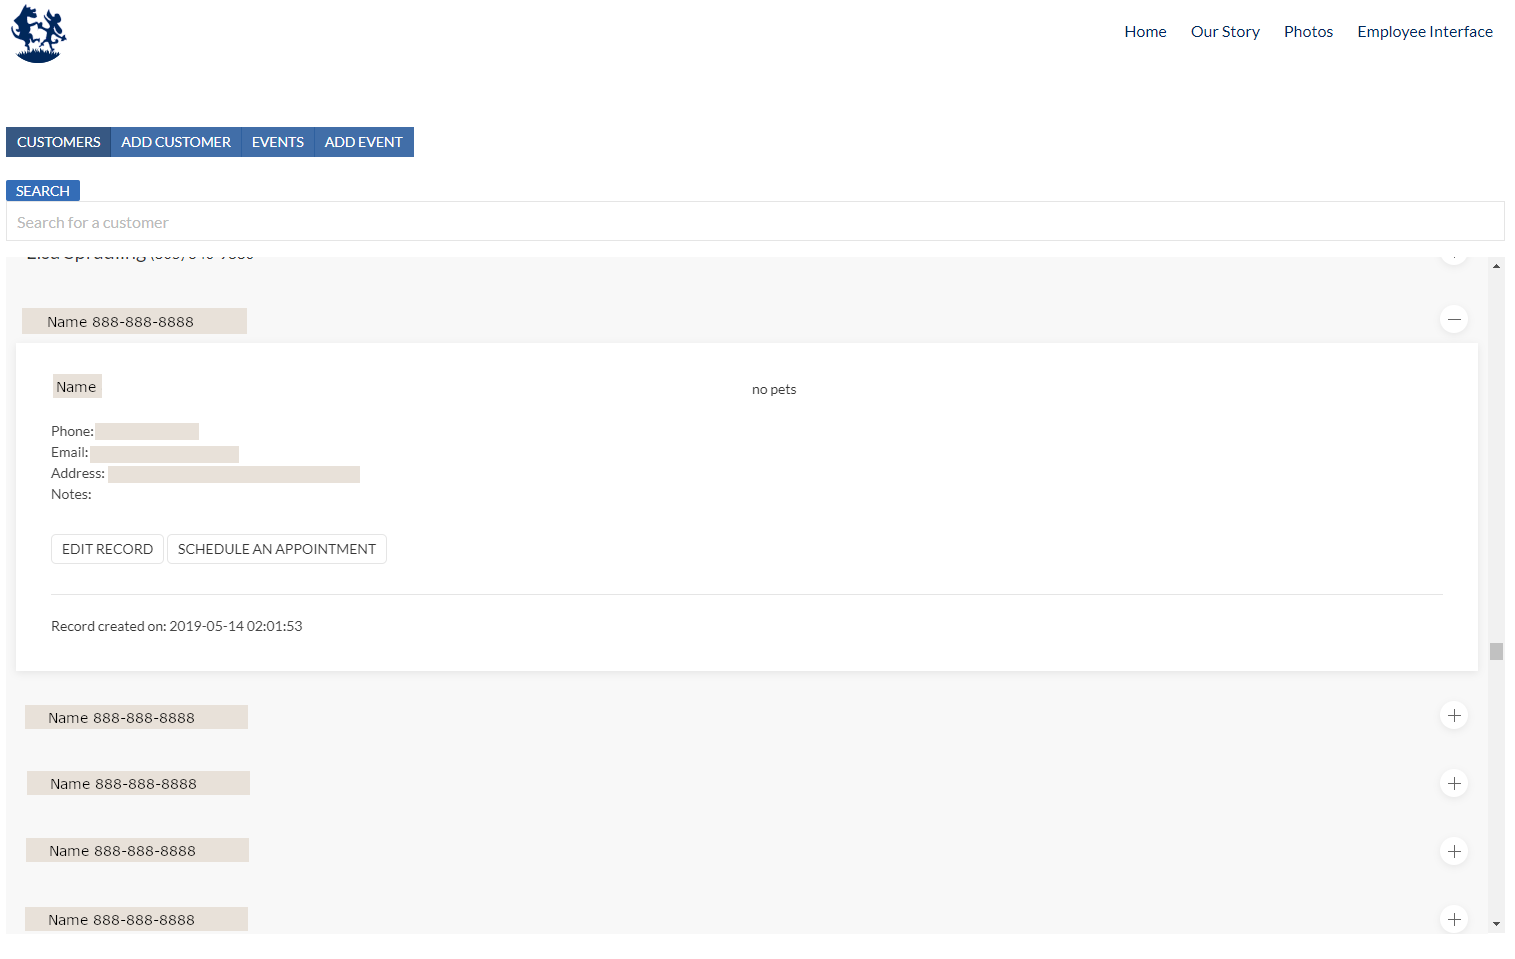 Home Our Story Photos Employee Interface
CUSTOMERS ADD CUSTOMER EVENTS ADD EVENT
SEARCH
Search for a customer
Name 888-888-8888
Name no pets
Phone:
Email:
Address:
Notes:
EDIT RECORD SCHEDULE AN APPOINTMENT
Record created on: 2019-05-14 02:01:53
Name 888-888-8888
Name 888-888-8888
Name 888-888-8888
Name 888-888-8888